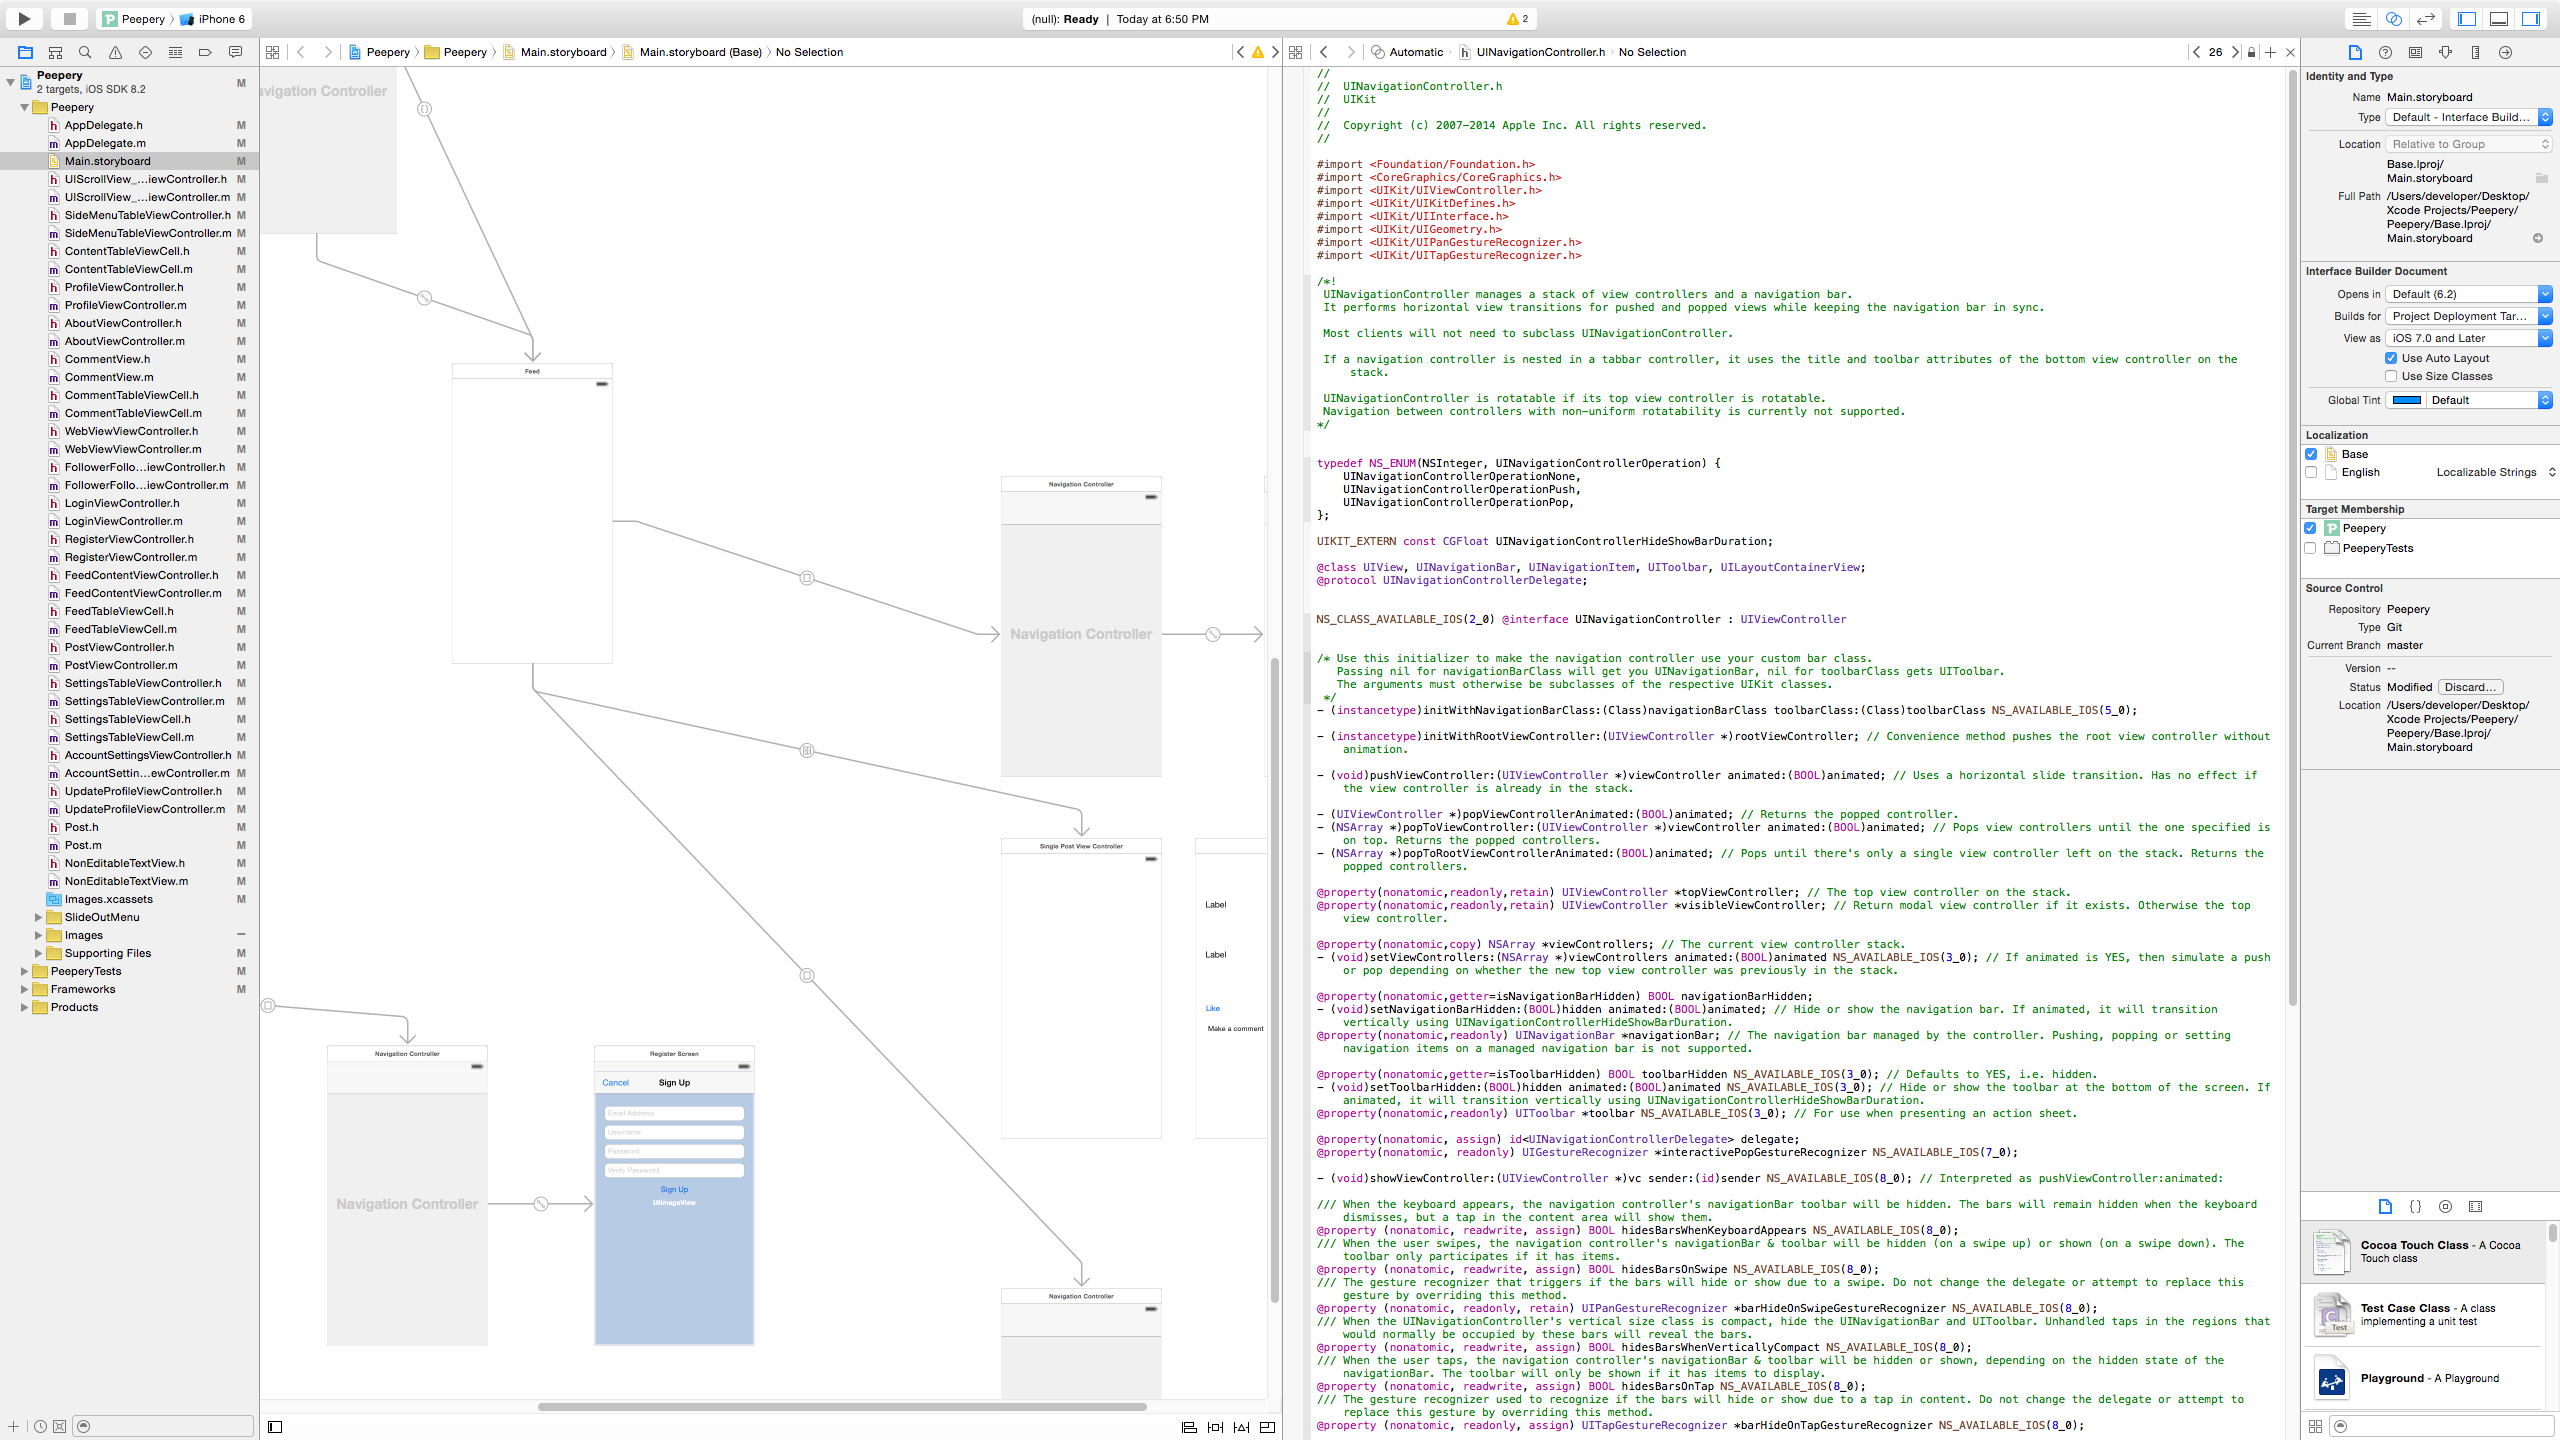 Peepery 〉 iPhone 6
(null): Ready | Today at 6:50 PM
2
Peepery 〉 Peepery 〉 Main.storyboard 〉 Main.storyboard (Base) 〉 No Selection
Automatic 〉 UINavigationController.h 〉 No Selection
26
Peepery M
2 targets, iOS SDK 8.2
Peepery
AppDelegate.h M
AppDelegate.m M
Main.storyboard M
UIScrollView_...iewController.h M
UIScrollView_...iewController.m M
SideMenuTableViewController.h M
SideMenuTableViewController.m M
ContentTableViewCell.h M
ContentTableViewCell.m M
ProfileViewController.h M
ProfileViewController.m M
AboutViewController.h M
AboutViewController.m M
CommentView.h M
CommentView.m M
CommentTableViewCell.h M
CommentTableViewCell.m M
WebViewViewController.h M
WebViewViewController.m M
FollowerFollo...iewController.h M
FollowerFollo...iewController.m M
LoginViewController.h M
LoginViewController.m M
RegisterViewController.h M
RegisterViewController.m M
FeedContentViewController.h M
FeedContentViewController.m M
FeedTableViewCell.h M
FeedTableViewCell.m M
PostViewController.h M
PostViewController.m M
SettingsTableViewController.h M
SettingsTableViewController.m M
SettingsTableViewCell.h M
SettingsTableViewCell.m M
AccountSettingsViewController.h M
AccountSettin...ewController.m M
UpdateProfileViewController.h M
UpdateProfileViewController.m M
Post.h M
Post.m M
NonEditableTextView.h M
NonEditableTextView.m M
Images.xcassets M
SlideOutMenu
Images –
Supporting Files M
PeeperyTests M
Frameworks M
Products
vigation Controller
Feed
Navigation Controller
Navigation Controller
Single Post View Controller
Label
Label
Like
Make a comment
Navigation Controller
Navigation Controller
Register Screen
Cancel Sign Up
Email Address
Username
Password
Verify Password
Sign Up
UIImageView
Navigation Controller
//
//  UINavigationController.h
//  UIKit
//
//  Copyright (c) 2007-2014 Apple Inc. All rights reserved.
//
#import <Foundation/Foundation.h>
#import <CoreGraphics/CoreGraphics.h>
#import <UIKit/UIViewController.h>
#import <UIKit/UIKitDefines.h>
#import <UIKit/UIInterface.h>
#import <UIKit/UIGeometry.h>
#import <UIKit/UIPanGestureRecognizer.h>
#import <UIKit/UITapGestureRecognizer.h>
/*!
UINavigationController manages a stack of view controllers and a navigation bar.
It performs horizontal view transitions for pushed and popped views while keeping the navigation bar in sync.
Most clients will not need to subclass UINavigationController.
If a navigation controller is nested in a tabbar controller, it uses the title and toolbar attributes of the bottom view controller on the
stack.
UINavigationController is rotatable if its top view controller is rotatable.
Navigation between controllers with non-uniform rotatability is currently not supported.
*/
typedef NS_ENUM(NSInteger, UINavigationControllerOperation) {
UINavigationControllerOperationNone,
UINavigationControllerOperationPush,
UINavigationControllerOperationPop,
};
UIKIT_EXTERN const CGFloat UINavigationControllerHideShowBarDuration;
@class UIView, UINavigationBar, UINavigationItem, UIToolbar, UILayoutContainerView;
@protocol UINavigationControllerDelegate;
NS_CLASS_AVAILABLE_IOS(2_0) @interface UINavigationController : UIViewController
/* Use this initializer to make the navigation controller use your custom bar class.
Passing nil for navigationBarClass will get you UINavigationBar, nil for toolbarClass gets UIToolbar.
The arguments must otherwise be subclasses of the respective UIKit classes.
*/
- (instancetype)initWithNavigationBarClass:(Class)navigationBarClass toolbarClass:(Class)toolbarClass NS_AVAILABLE_IOS(5_0);
- (instancetype)initWithRootViewController:(UIViewController *)rootViewController; // Convenience method pushes the root view controller without
animation.
- (void)pushViewController:(UIViewController *)viewController animated:(BOOL)animated; // Uses a horizontal slide transition. Has no effect if
the view controller is already in the stack.
- (UIViewController *)popViewControllerAnimated:(BOOL)animated; // Returns the popped controller.
- (NSArray *)popToViewController:(UIViewController *)viewController animated:(BOOL)animated; // Pops view controllers until the one specified is
on top. Returns the popped controllers.
- (NSArray *)popToRootViewControllerAnimated:(BOOL)animated; // Pops until there's only a single view controller left on the stack. Returns the
popped controllers.
@property(nonatomic,readonly,retain) UIViewController *topViewController; // The top view controller on the stack.
@property(nonatomic,readonly,retain) UIViewController *visibleViewController; // Return modal view controller if it exists. Otherwise the top
view controller.
@property(nonatomic,copy) NSArray *viewControllers; // The current view controller stack.
- (void)setViewControllers:(NSArray *)viewControllers animated:(BOOL)animated NS_AVAILABLE_IOS(3_0); // If animated is YES, then simulate a push
or pop depending on whether the new top view controller was previously in the stack.
@property(nonatomic,getter=isNavigationBarHidden) BOOL navigationBarHidden;
- (void)setNavigationBarHidden:(BOOL)hidden animated:(BOOL)animated; // Hide or show the navigation bar. If animated, it will transition
vertically using UINavigationControllerHideShowBarDuration.
@property(nonatomic,readonly) UINavigationBar *navigationBar; // The navigation bar managed by the controller. Pushing, popping or setting
navigation items on a managed navigation bar is not supported.
@property(nonatomic,getter=isToolbarHidden) BOOL toolbarHidden NS_AVAILABLE_IOS(3_0); // Defaults to YES, i.e. hidden.
- (void)setToolbarHidden:(BOOL)hidden animated:(BOOL)animated NS_AVAILABLE_IOS(3_0); // Hide or show the toolbar at the bottom of the screen. If
animated, it will transition vertically using UINavigationControllerHideShowBarDuration.
@property(nonatomic,readonly) UIToolbar *toolbar NS_AVAILABLE_IOS(3_0); // For use when presenting an action sheet.
@property(nonatomic, assign) id<UINavigationControllerDelegate> delegate;
@property(nonatomic, readonly) UIGestureRecognizer *interactivePopGestureRecognizer NS_AVAILABLE_IOS(7_0);
- (void)showViewController:(UIViewController *)vc sender:(id)sender NS_AVAILABLE_IOS(8_0); // Interpreted as pushViewController:animated:
/// When the keyboard appears, the navigation controller's navigationBar toolbar will be hidden. The bars will remain hidden when the keyboard
dismisses, but a tap in the content area will show them.
@property (nonatomic, readwrite, assign) BOOL hidesBarsWhenKeyboardAppears NS_AVAILABLE_IOS(8_0);
/// When the user swipes, the navigation controller's navigationBar & toolbar will be hidden (on a swipe up) or shown (on a swipe down). The
toolbar only participates if it has items.
@property (nonatomic, readwrite, assign) BOOL hidesBarsOnSwipe NS_AVAILABLE_IOS(8_0);
/// The gesture recognizer that triggers if the bars will hide or show due to a swipe. Do not change the delegate or attempt to replace this
gesture by overriding this method.
@property (nonatomic, readonly, retain) UIPanGestureRecognizer *barHideOnSwipeGestureRecognizer NS_AVAILABLE_IOS(8_0);
/// When the UINavigationController's vertical size class is compact, hide the UINavigationBar and UIToolbar. Unhandled taps in the regions that
would normally be occupied by these bars will reveal the bars.
@property (nonatomic, readwrite, assign) BOOL hidesBarsWhenVerticallyCompact NS_AVAILABLE_IOS(8_0);
/// When the user taps, the navigation controller's navigationBar & toolbar will be hidden or shown, depending on the hidden state of the
navigationBar. The toolbar will only be shown if it has items to display.
@property (nonatomic, readwrite, assign) BOOL hidesBarsOnTap NS_AVAILABLE_IOS(8_0);
/// The gesture recognizer used to recognize if the bars will hide or show due to a tap in content. Do not change the delegate or attempt to
replace this gesture by overriding this method.
@property (nonatomic, readonly, assign) UITapGestureRecognizer *barHideOnTapGestureRecognizer NS_AVAILABLE_IOS(8_0);
Identity and Type
Name Main.storyboard
Type Default - Interface Build...
Location Relative to Group
Base.lproj/
Main.storyboard
Full Path /Users/developer/Desktop/
Xcode Projects/Peepery/
Peepery/Base.lproj/
Main.storyboard
Interface Builder Document
Opens in Default (6.2)
Builds for Project Deployment Tar...
View as iOS 7.0 and Later
Use Auto Layout
Use Size Classes
Global Tint Default
Localization
Base
English Localizable Strings
Target Membership
Peepery
PeeperyTests
Source Control
Repository Peepery
Type Git
Current Branch master
Version --
Status Modified Discard...
Location /Users/developer/Desktop/
Xcode Projects/Peepery/
Peepery/Base.lproj/
Main.storyboard
{ }
Cocoa Touch Class - A Cocoa
Touch class
Test Case Class - A class
implementing a unit test
Test
Playground - A Playground